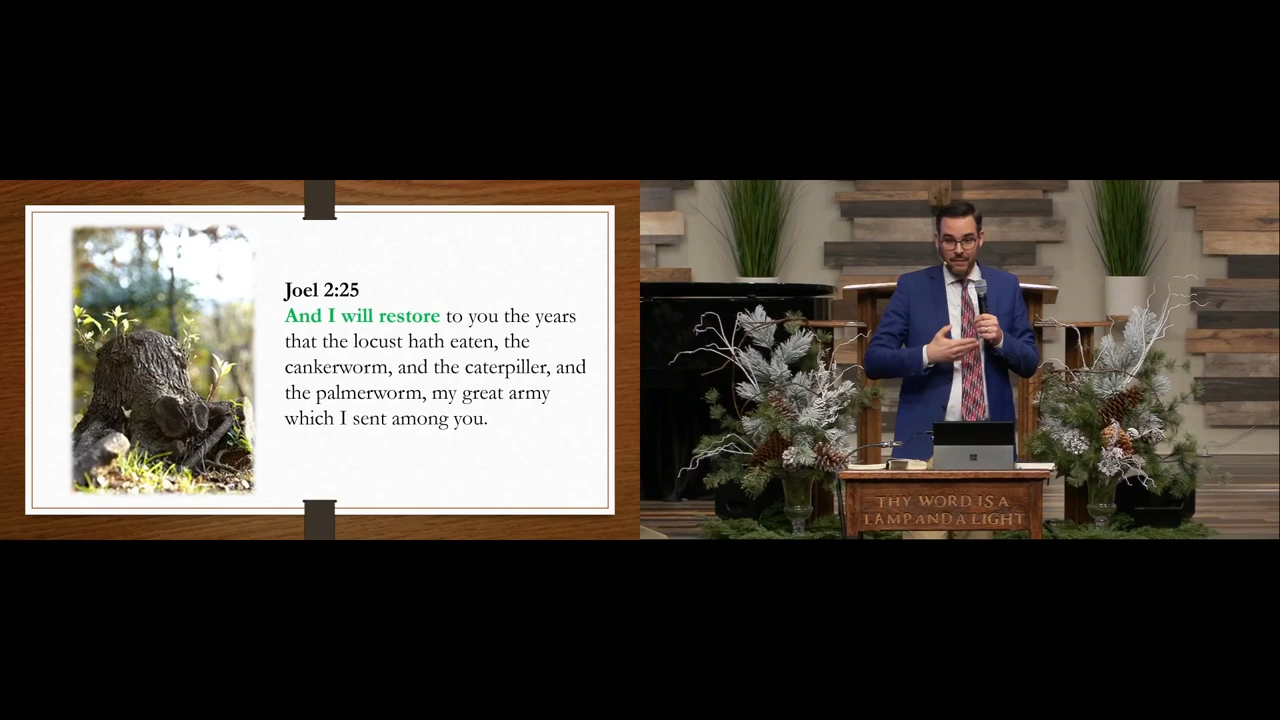 Joel 2:25
And I will restore to you the years
that the locust hath eaten, the
cankerworm, and the caterpiller, and
the palmerworm, my great army
which I sent among you.
THY WORD IS A
LAMP AND A LIGHT